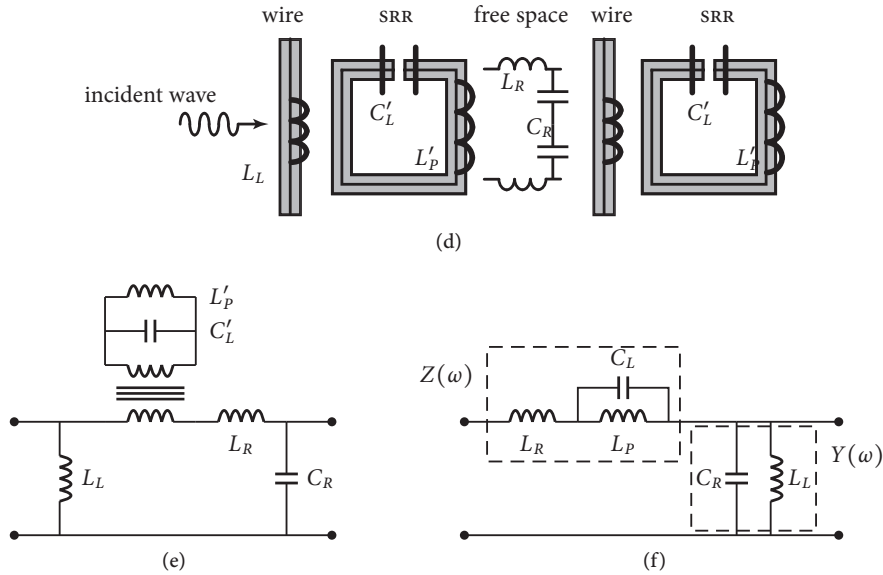 wire SRR free space wire SRR
incident wave
L_R
C'_L C_R C'_L
L_L L'_P L'_P
(d)
L'_P
C'_L
L_R
L_L C_R
(e)
C_L
Z(ω)
L_R L_P
C_R L_L Y(ω)
(f)